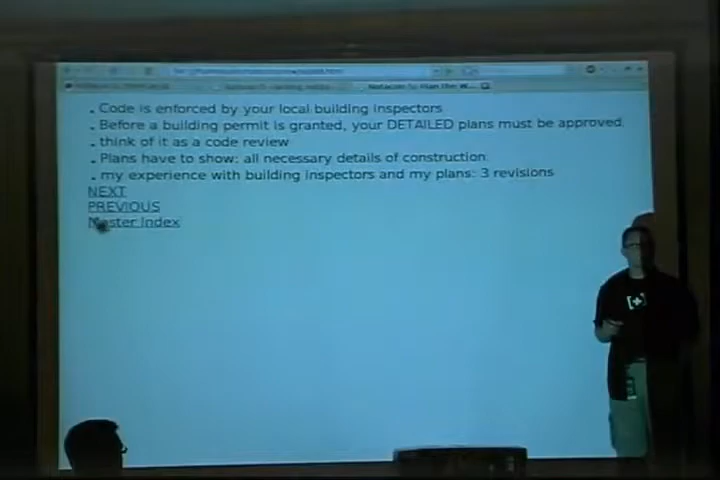 . Code is enforced by your local building inspectors
. Before a building permit is granted, your DETAILED plans must be approved.
. think of it as a code review
. Plans have to show: all necessary details of construction.
. my experience with building inspectors and my plans: 3 revisions
NEXT
PREVIOUS
Master Index
[+]